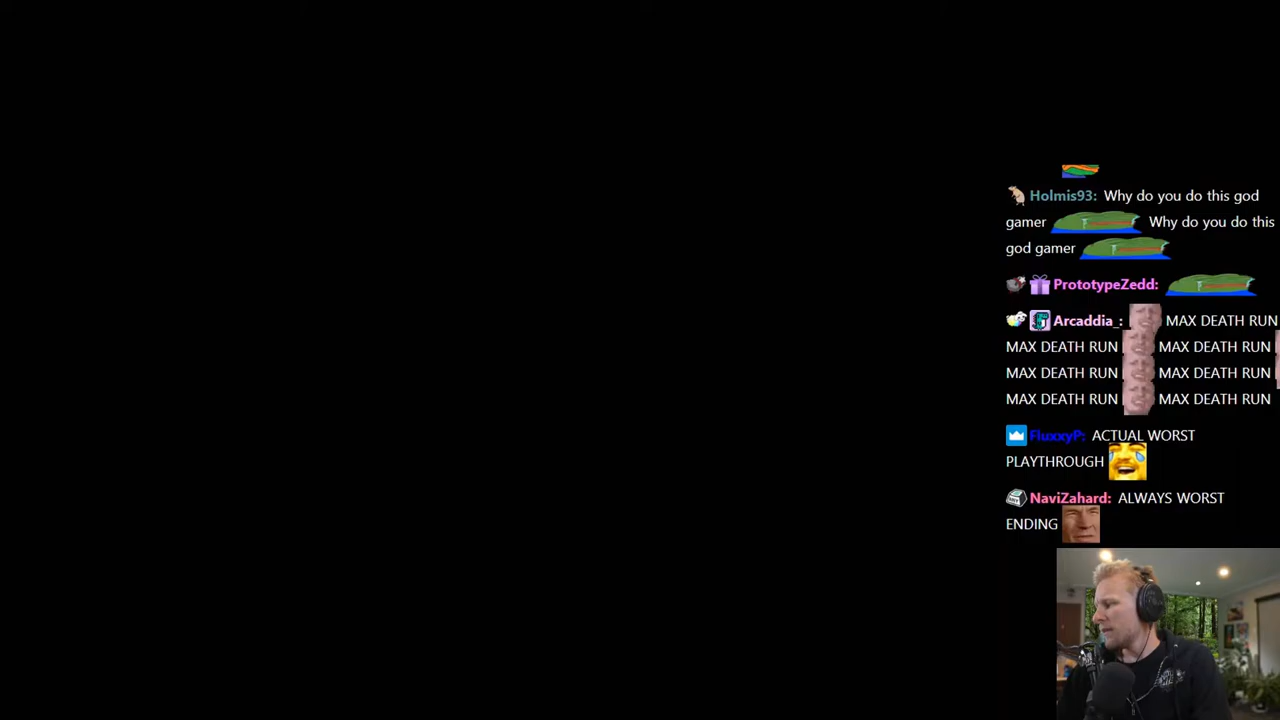 Holmis93: Why do you do this god
gamer Why do you do this
god gamer
PrototypeZedd:
Arcaddia_: MAX DEATH RUN
MAX DEATH RUN MAX DEATH RUN
MAX DEATH RUN MAX DEATH RUN
MAX DEATH RUN MAX DEATH RUN
FluxxyP: ACTUAL WORST
PLAYTHROUGH
NaviZahard: ALWAYS WORST
ENDING